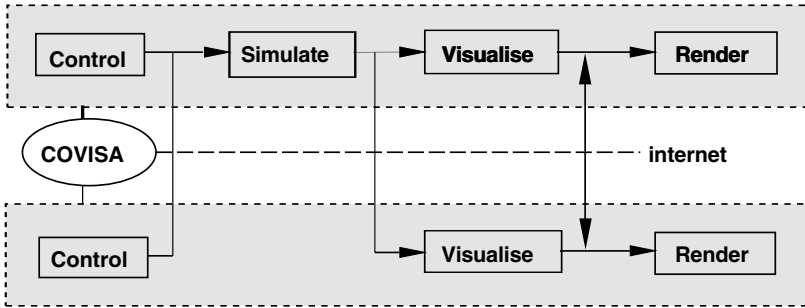 Control
Simulate
Visualise
Render
COVISA
internet
Control
Visualise
Render